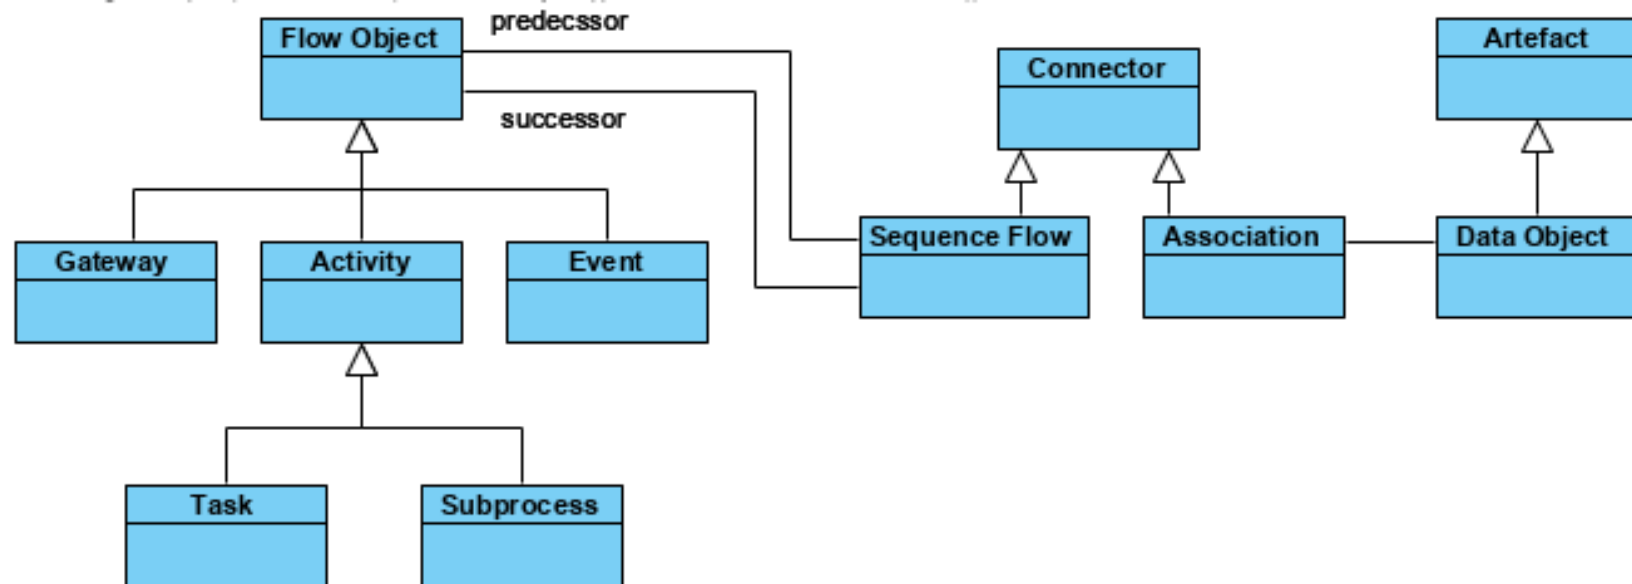 predecssor
Flow Object
Artefact
Connector
successor
Sequence Flow
Association
Data Object
Gateway
Activity
Event
Task
Subprocess